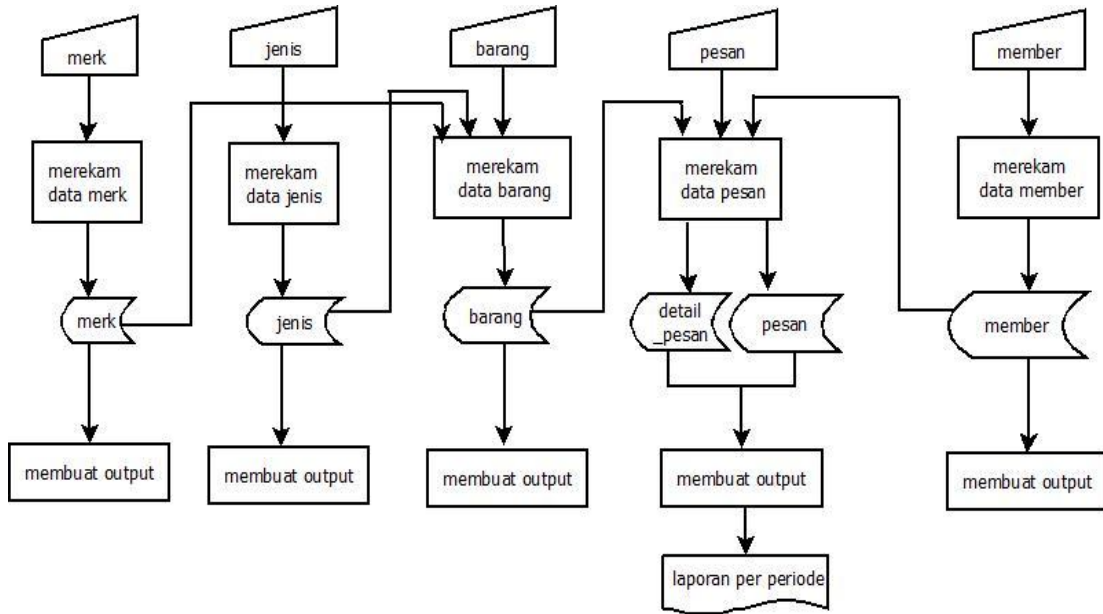 merk
jenis
barang
pesan
member
merekam
data merk
merekam
data jenis
merekam
data barang
merekam
data pesan
merekam
data member
merk
jenis
barang
detail
_pesan
pesan
member
membuat output
membuat output
membuat output
membuat output
membuat output
laporan per periode